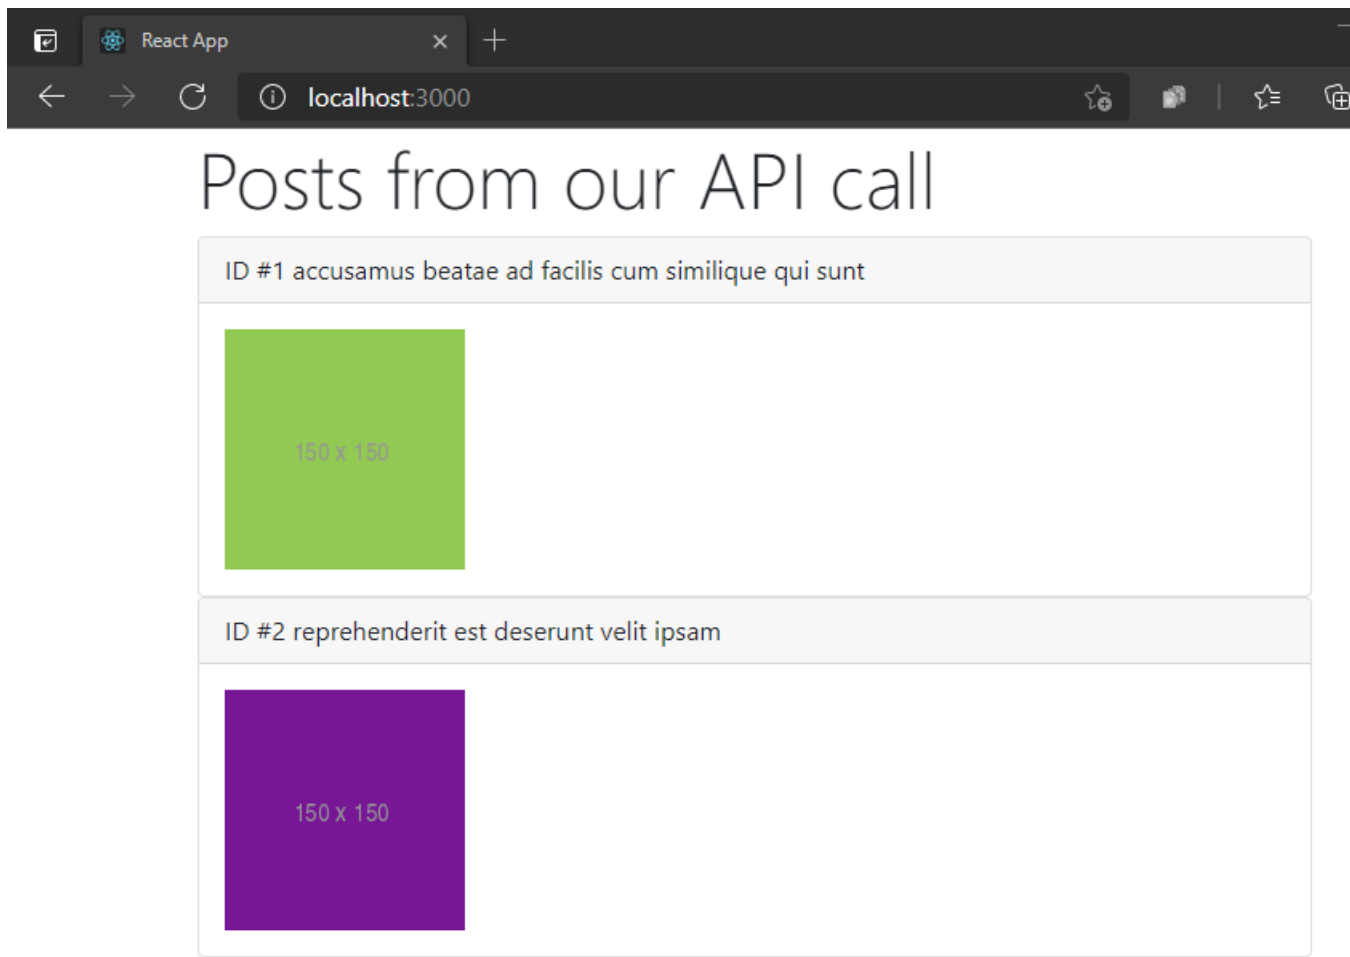 React App
localhost:3000
Posts from our API call
ID #1 accusamus beatae ad facilis cum similique qui sunt
150 x 150
ID #2 reprehenderit est deserunt velit ipsam
150 x 150